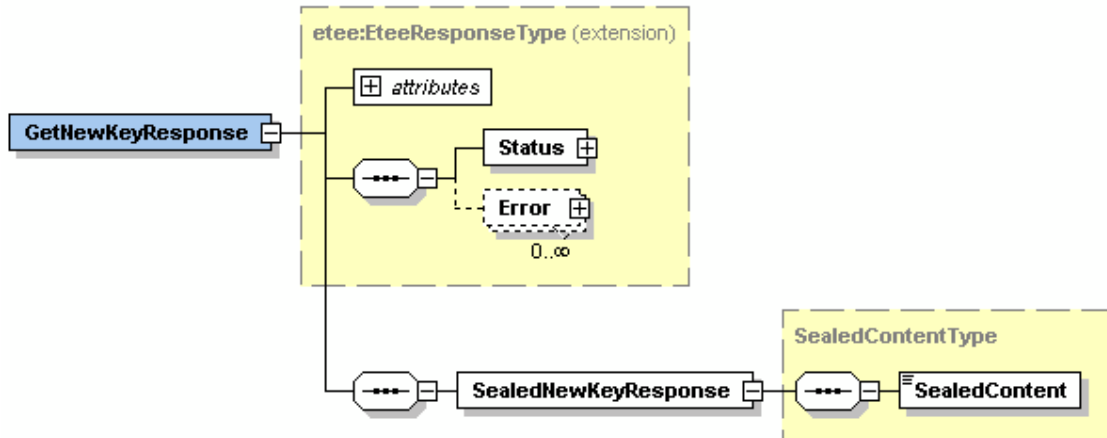 etee:EteeResponseType (extension)
attributes
GetNewKeyResponse
Status
Error
0..∞
SealedContentType
SealedNewKeyResponse
SealedContent